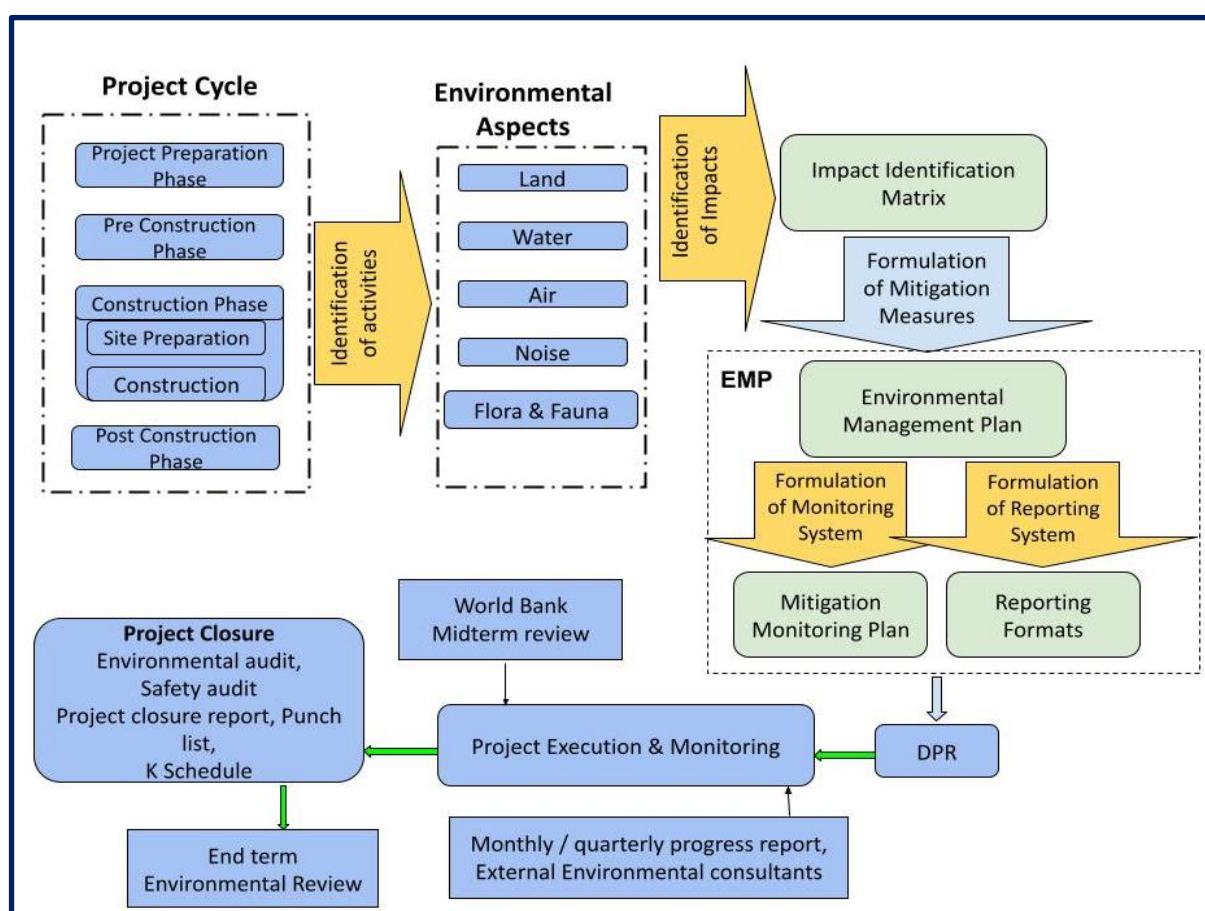 Project Cycle
Project Preparation
Phase
Pre Construction
Phase
Construction Phase
Site Preparation
Construction
Post Construction
Phase
Identification
of activities
Environmental
Aspects
Land
Water
Air
Noise
Flora & Fauna
Identification
of Impacts
Impact Identification
Matrix
Formulation
of Mitigation
Measures
EMP
Environmental
Management Plan
Formulation
of Monitoring
System
Formulation
of Reporting
System
Mitigation
Monitoring Plan
Reporting
Formats
DPR
World Bank
Midterm review
Project Execution & Monitoring
Monthly / quarterly progress report,
External Environmental consultants
Project Closure
Environmental audit,
Safety audit
Project closure report, Punch
list,
K Schedule
End term
Environmental Review